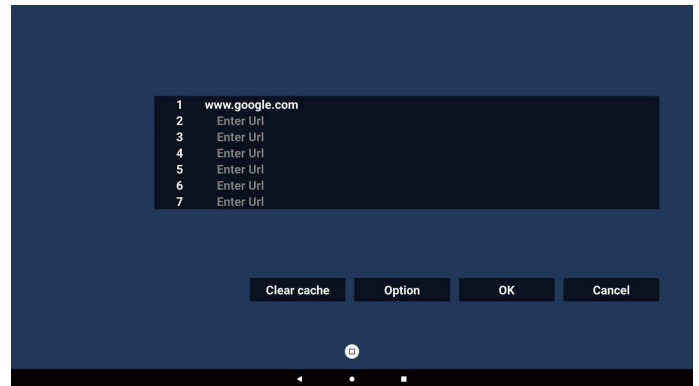 1 www.google.com
2 Enter Url
3 Enter Url
4 Enter Url
5 Enter Url
6 Enter Url
7 Enter Url
Clear cache Option OK Cancel